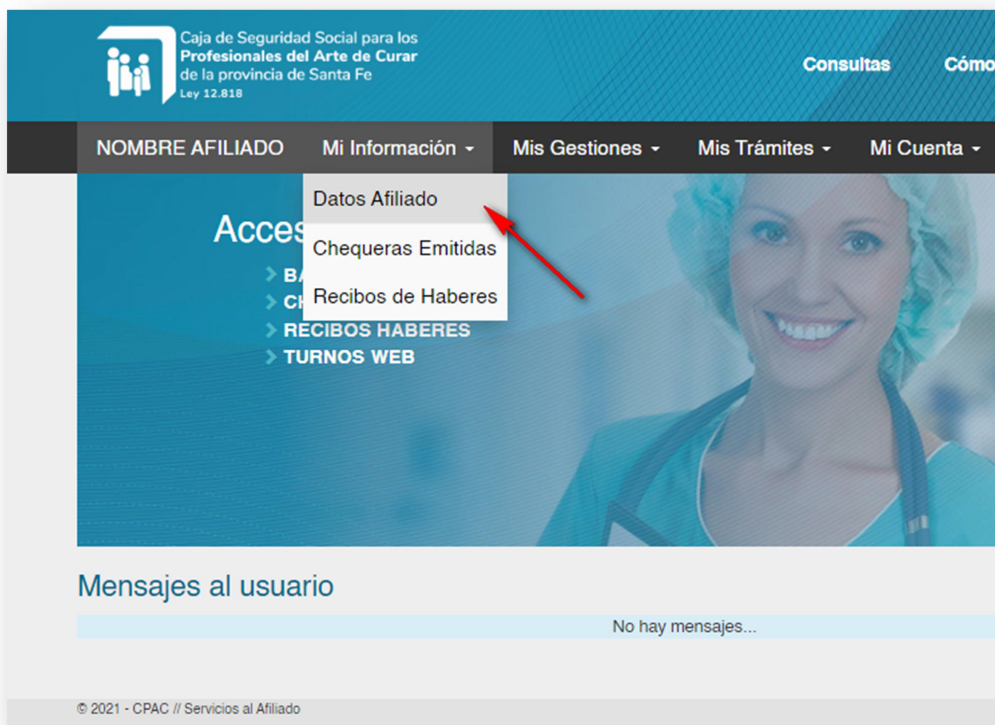 Caja de Seguridad Social para los
Profesionales del Arte de Curar
de la provincia de Santa Fe
Ley 12.818
Consultas Cómo
NOMBRE AFILIADO Mi Información Mis Gestiones Mis Trámites Mi Cuenta
Datos Afiliado
Chequeras Emitidas
Recibos de Haberes
RECIBOS HABERES
TURNOS WEB
Mensajes al usuario
No hay mensajes...
© 2021 - CPAC // Servicios al Afiliado